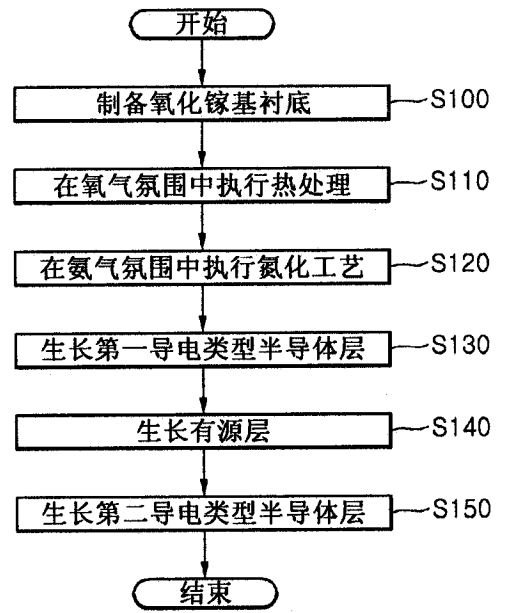 开始
制备氧化镓基衬底 S100
在氧气氛围中执行热处理 S110
在氨气氛围中执行氮化工艺 S120
生长第一导电类型半导体层 S130
生长有源层 S140
生长第二导电类型半导体层 S150
结束